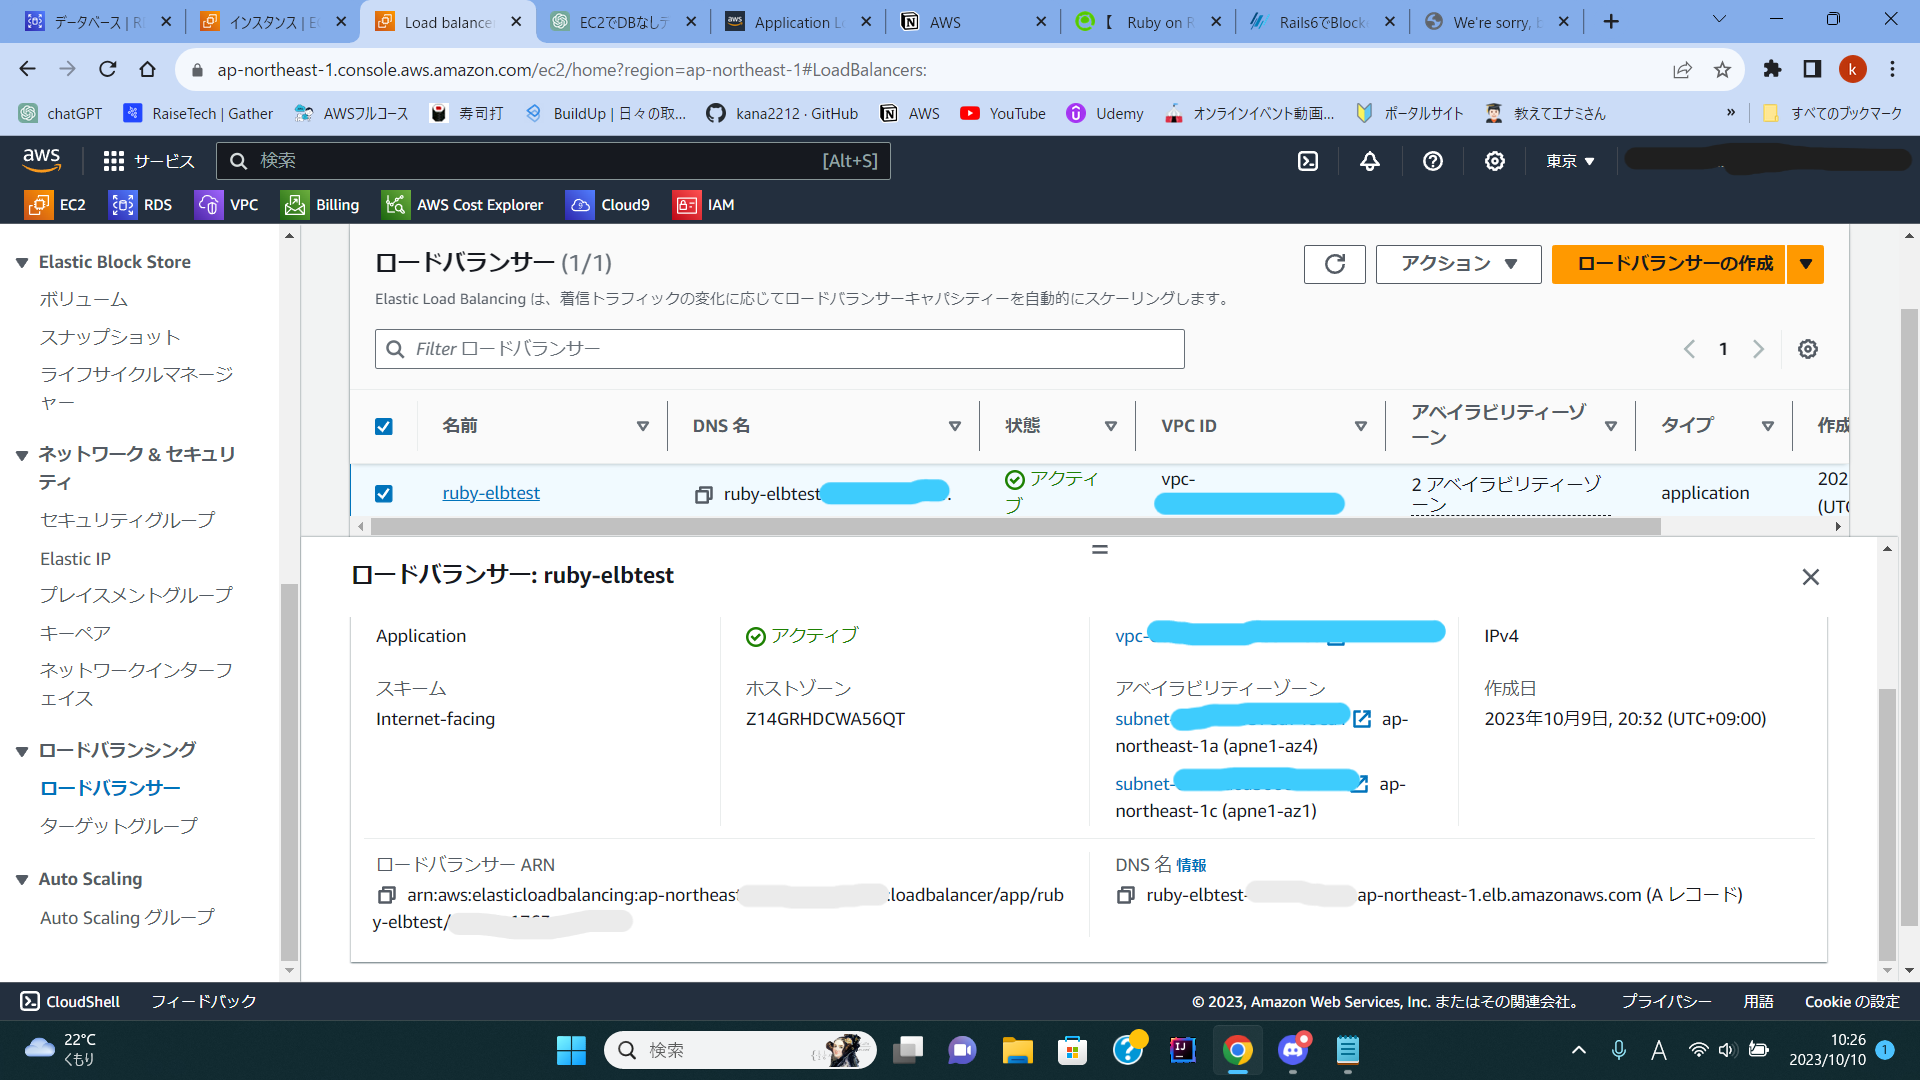 データベース | R
インスタンス | E
Load balancer
EC2でDBなしデ
Application Lo
AWS
【 Ruby on R
Rails6でBlocke
We're sorry, b
ap-northeast-1.console.aws.amazon.com/ec2/home?region=ap-northeast-1#LoadBalancers:
k
chatGPT
RaiseTech | Gather
AWSフルコース
寿司打
BuildUp | 日々の取...
kana2212 · GitHub
AWS
YouTube
Udemy
オンラインイベント動画...
ポータルサイト
教えてエナミさん
»
すべてのブックマーク
aws
サービス
検索
[Alt+S]
東京
EC2
RDS
VPC
Billing
AWS Cost Explorer
Cloud9
IAM
Elastic Block Store
ボリューム
スナップショット
ライフサイクルマネージ
ャー
ネットワーク & セキュリ
ティ
セキュリティグループ
Elastic IP
プレイスメントグループ
キーペア
ネットワークインターフ
ェイス
ロードバランシング
ロードバランサー
ターゲットグループ
Auto Scaling
Auto Scaling グループ
ロードバランサー (1/1)
アクション
ロードバランサーの作成
Elastic Load Balancing は、着信トラフィックの変化に応じてロードバランサーキャパシティーを自動的にスケーリングします。
Filter ロードバランサー
1
名前
DNS 名
状態
VPC ID
アベイラビリティーゾ
ーン
タイプ
作成
ruby-elbtest
ruby-elbtest
アクティ
ブ
vpc-
2 アベイラビリティーゾ
ーン
application
202
(UTC
ロードバランサー: ruby-elbtest
Application
アクティブ
vpc-
IPv4
スキーム
Internet-facing
ホストゾーン
Z14GRHDCWA56QT
アベイラビリティーゾーン
subnet- ap-
northeast-1a (apne1-az4)
subnet- ap-
northeast-1c (apne1-az1)
作成日
2023年10月9日, 20:32 (UTC+09:00)
ロードバランサー ARN
arn:aws:elasticloadbalancing:ap-northeast :loadbalancer/app/rub
y-elbtest/
DNS 名 情報
ruby-elbtest- ap-northeast-1.elb.amazonaws.com (A レコード)
CloudShell
フィードバック
© 2023, Amazon Web Services, Inc. またはその関連会社。
プライバシー
用語
Cookie の設定
22°C
くもり
検索
A
10:26
2023/10/10
1